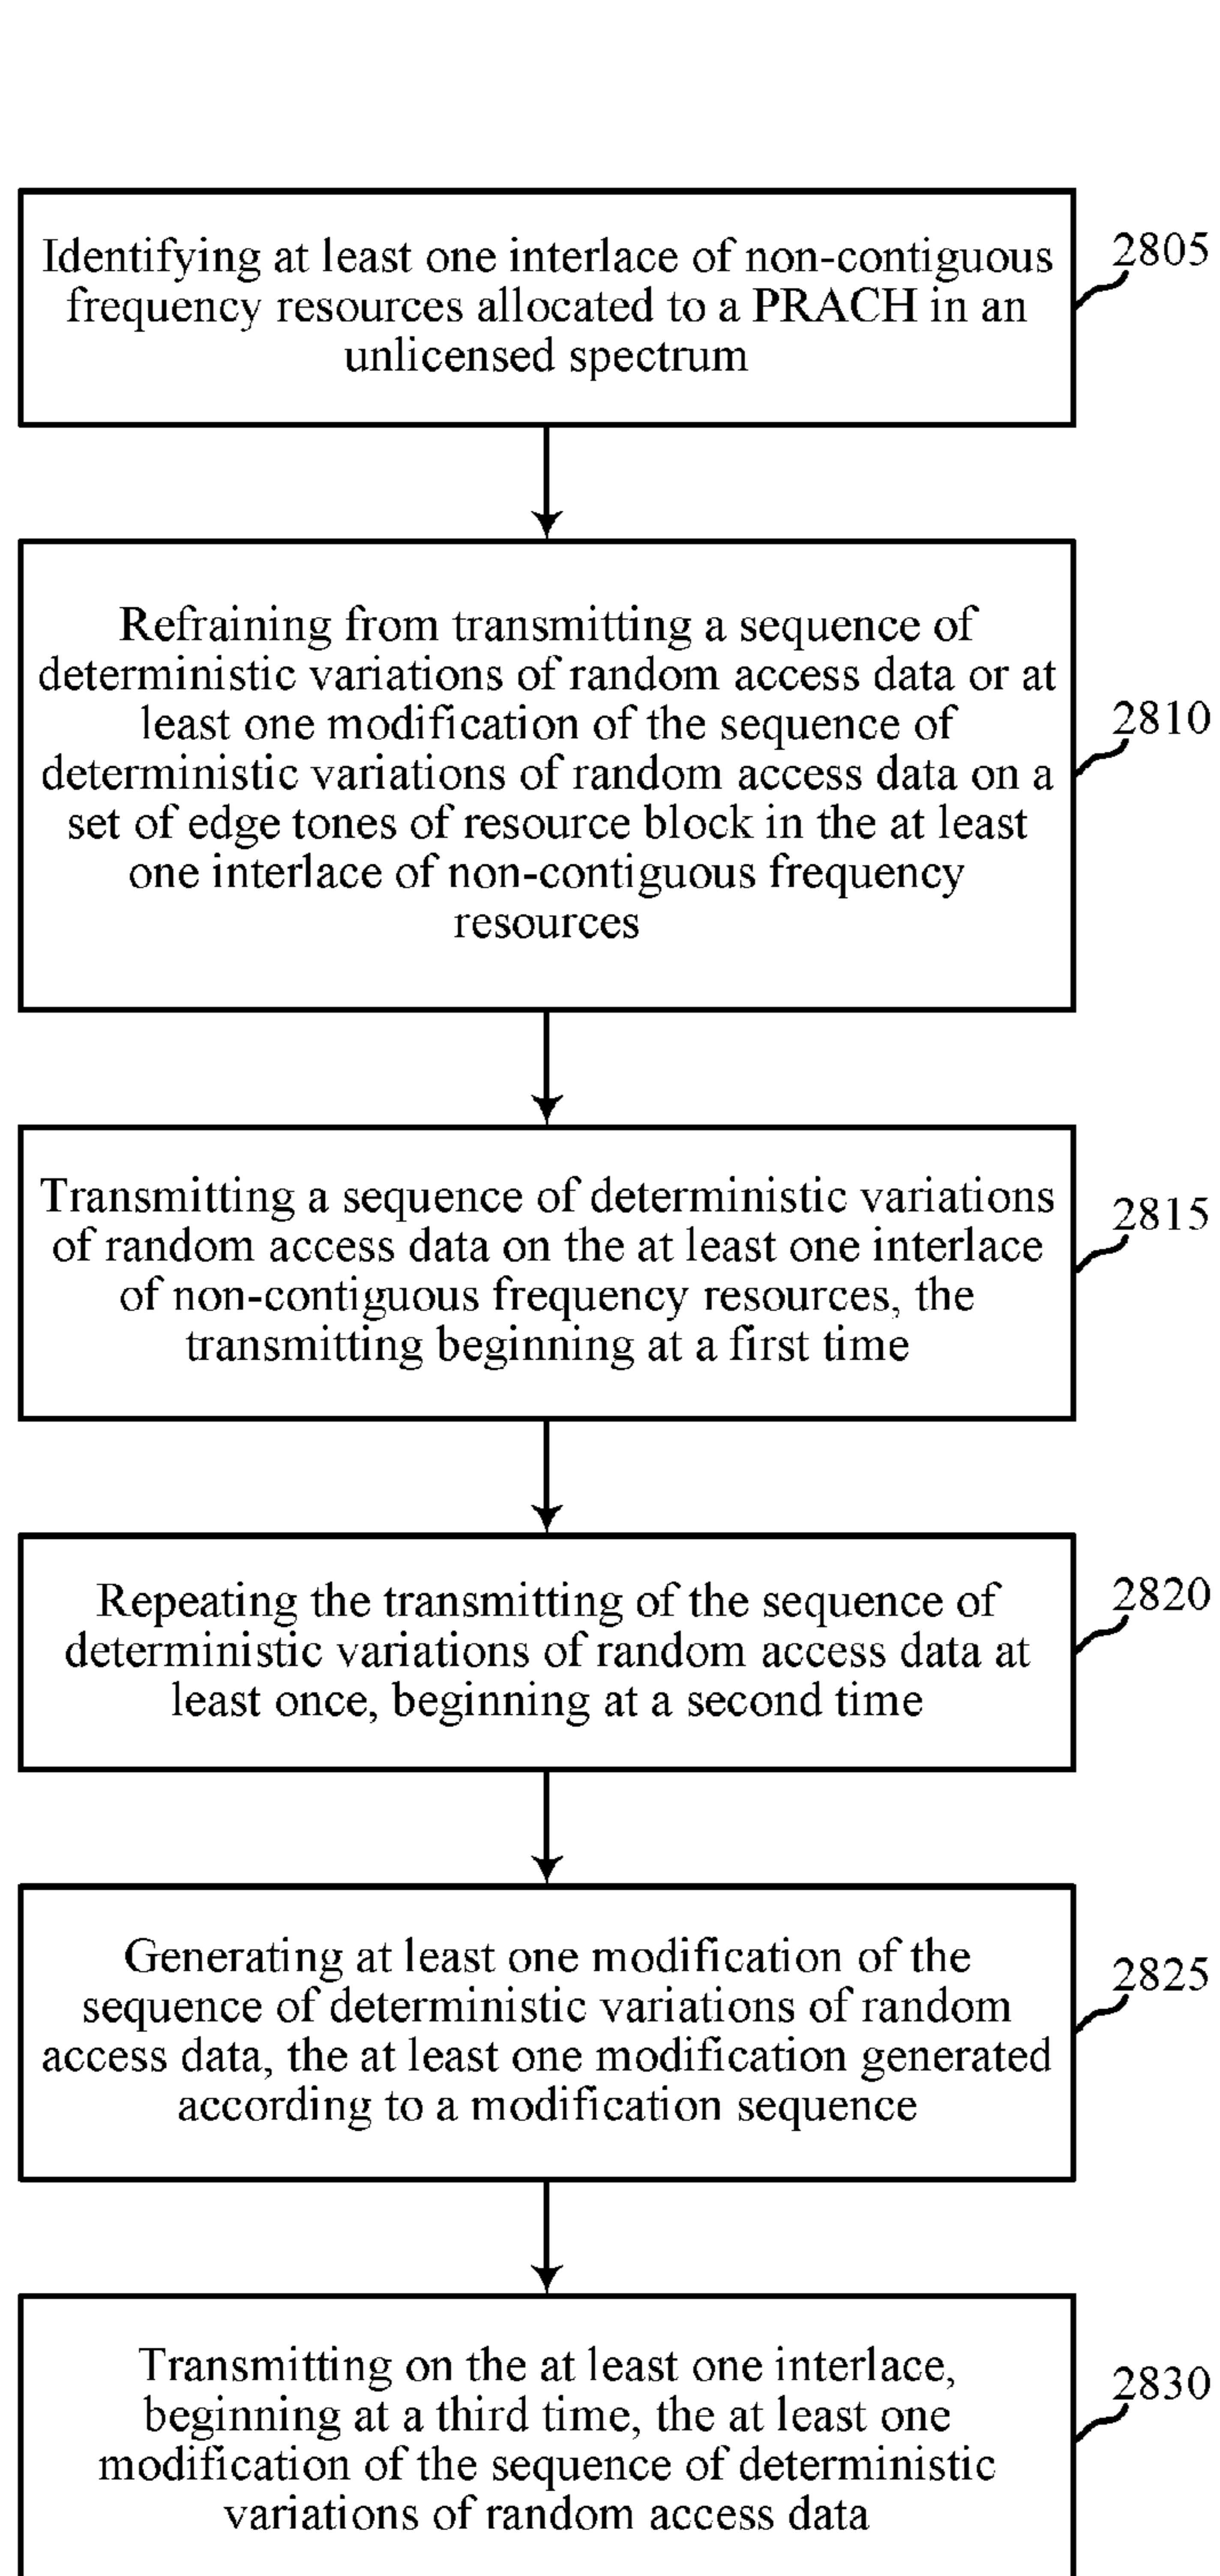 Identifying at least one interlace of non-contiguous
frequency resources allocated to a PRACH in an
unlicensed spectrum
2805
Refraining from transmitting a sequence of
deterministic variations of random access data or at
least one modification of the sequence of
deterministic variations of random access data on a
set of edge tones of resource block in the at least
one interlace of non-contiguous frequency
resources
2810
Transmitting a sequence of deterministic variations
of random access data on the at least one interlace
of non-contiguous frequency resources, the
transmitting beginning at a first time
2815
Repeating the transmitting of the sequence of
deterministic variations of random access data at
least once, beginning at a second time
2820
Generating at least one modification of the
sequence of deterministic variations of random
access data, the at least one modification generated
according to a modification sequence
2825
Transmitting on the at least one interlace,
beginning at a third time, the at least one
modification of the sequence of deterministic
variations of random access data
2830